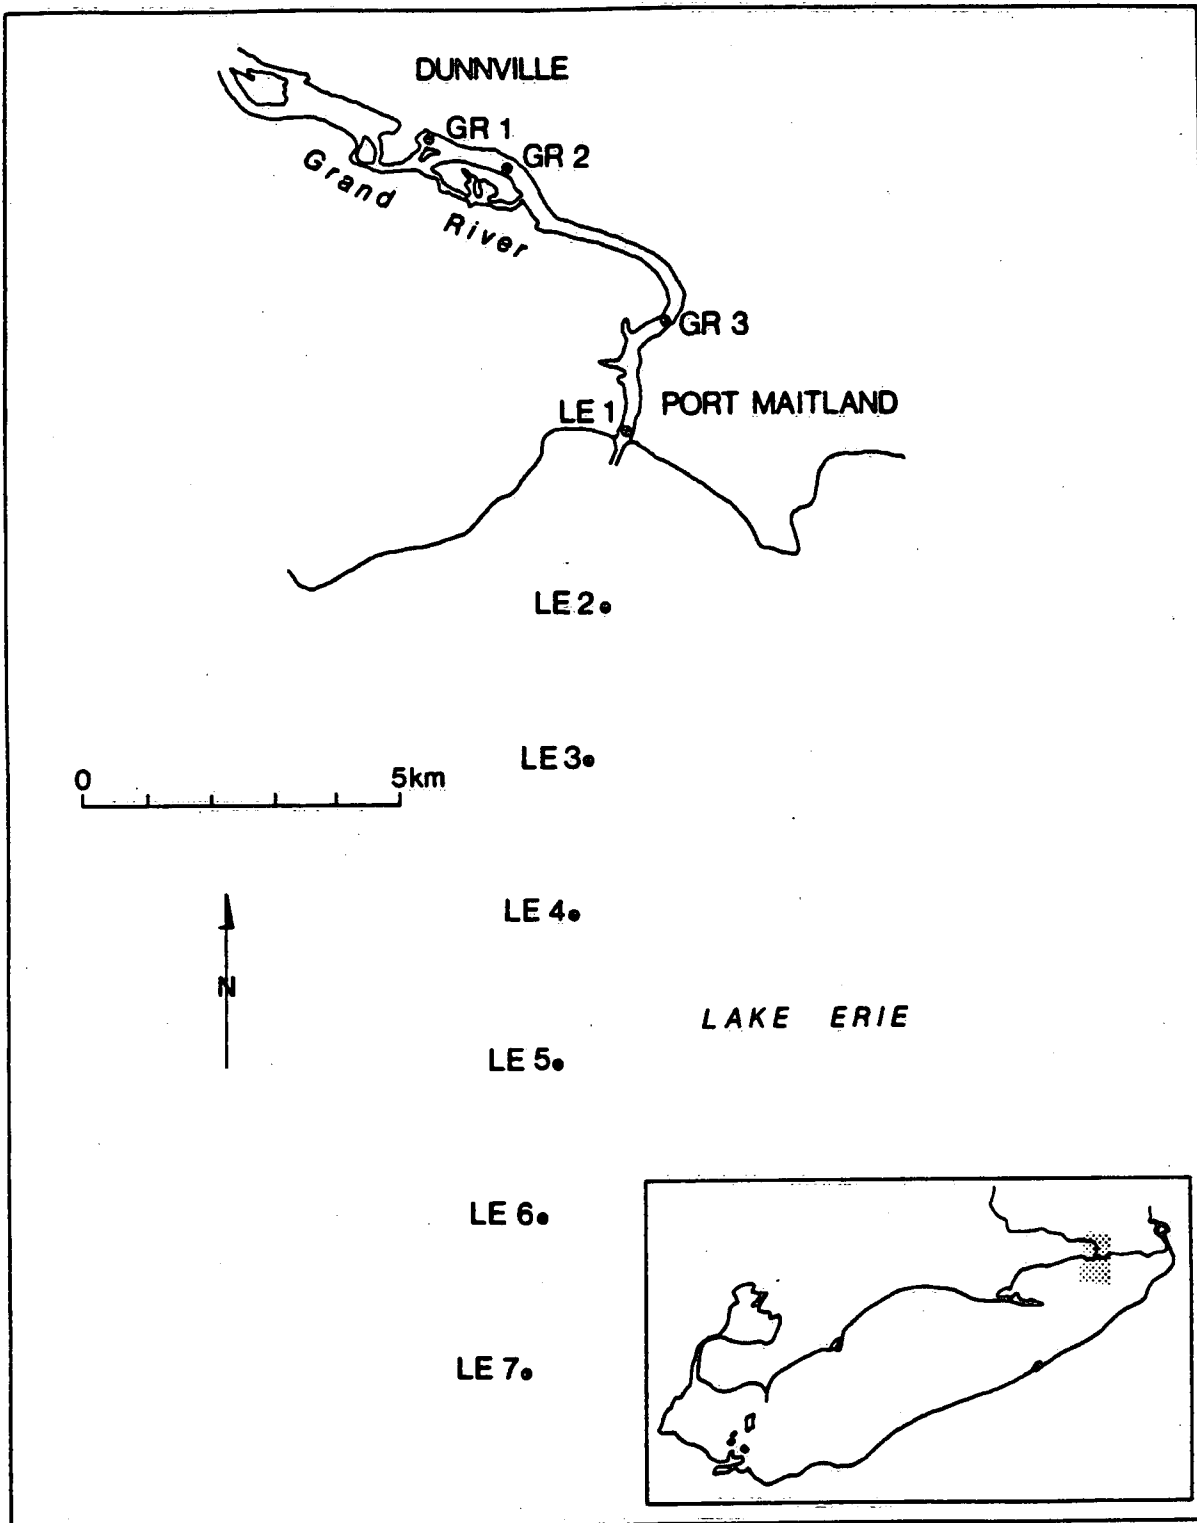 DUNNVILLE
GR 1
GR 2
Grand River
GR 3
PORT MAITLAND
LE 1
LE 2
LE 3
0 5km
LE 4
N
LAKE ERIE
LE 5
LE 6
LE 7